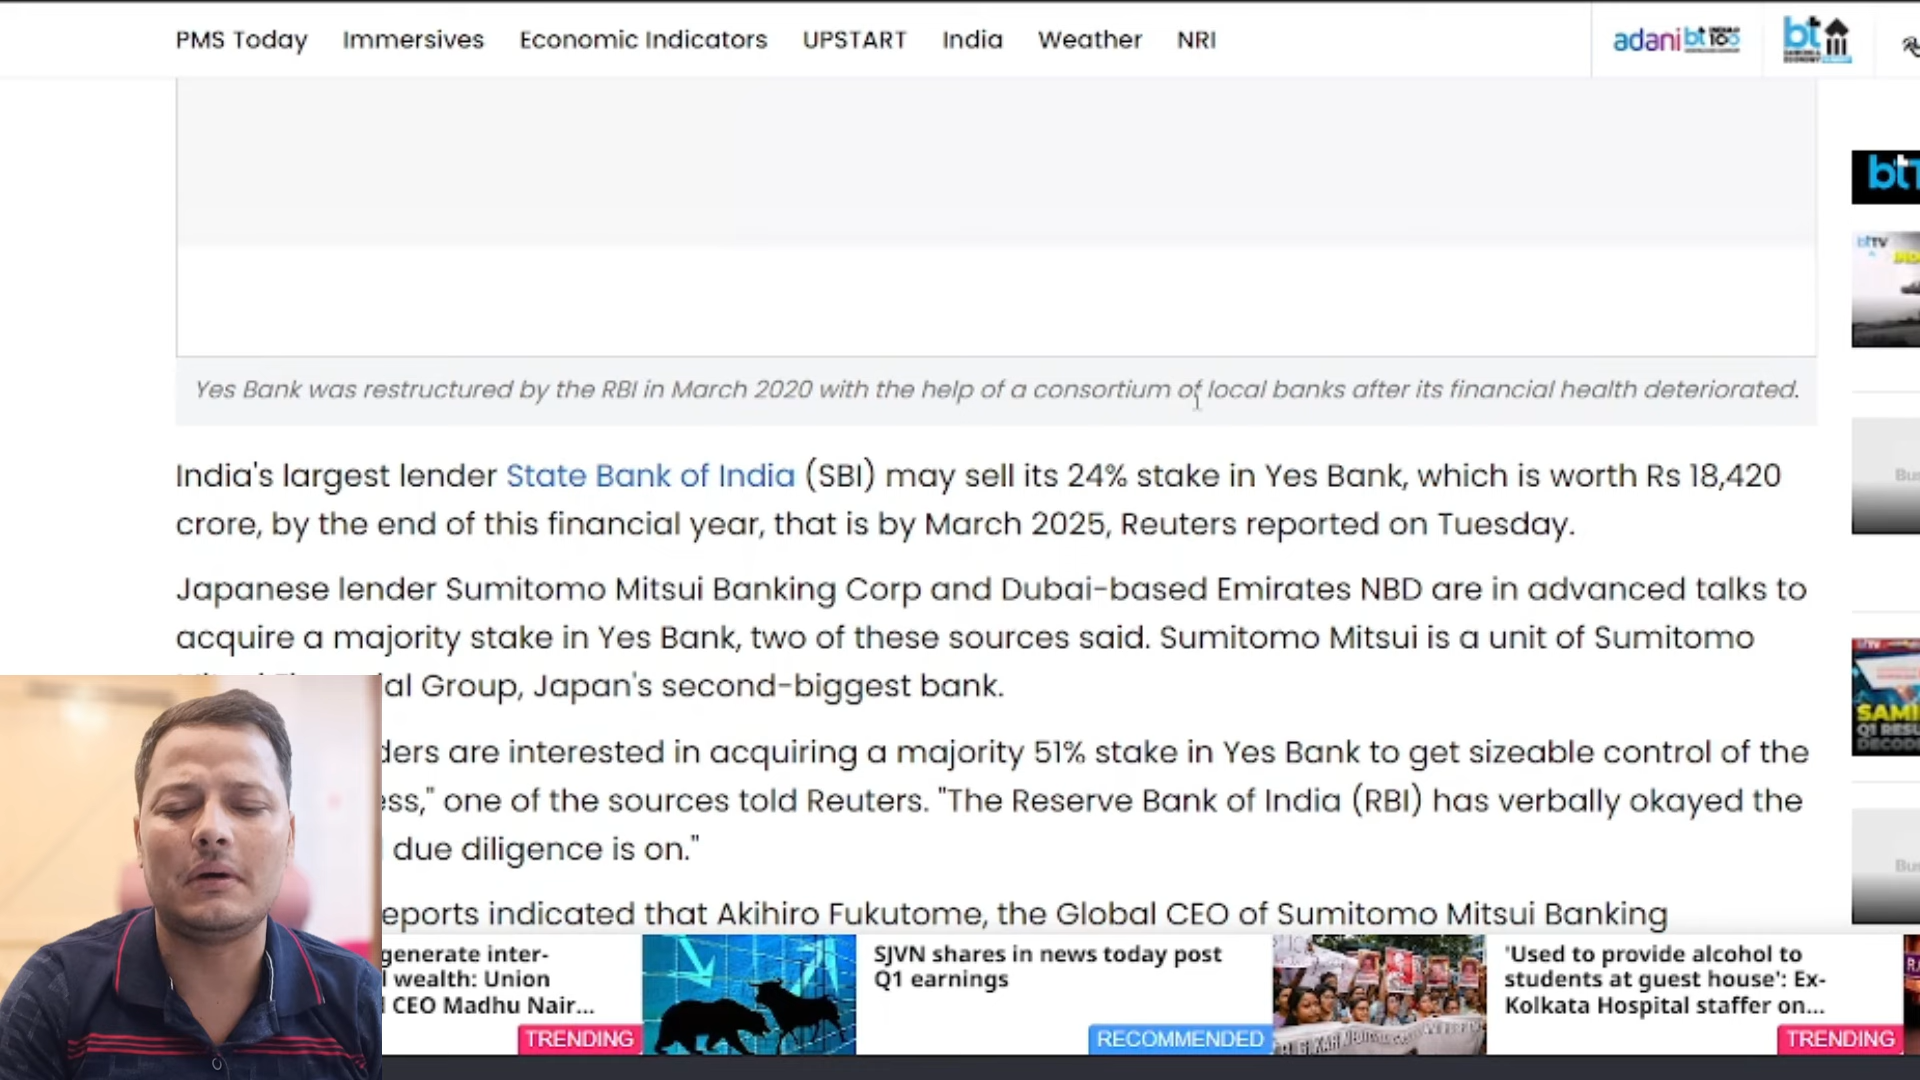 PMS Today Immersives Economic Indicators UPSTART India Weather NRI
adani bt
bt
Yes Bank was restructured by the RBI in March 2020 with the help of a consortium of local banks after its financial health deteriorated.
India's largest lender State Bank of India (SBI) may sell its 24% stake in Yes Bank, which is worth Rs 18,420
crore, by the end of this financial year, that is by March 2025, Reuters reported on Tuesday.
Japanese lender Sumitomo Mitsui Banking Corp and Dubai-based Emirates NBD are in advanced talks to
acquire a majority stake in Yes Bank, two of these sources said. Sumitomo Mitsui is a unit of Sumitomo
al Group, Japan's second-biggest bank.
ders are interested in acquiring a majority 51% stake in Yes Bank to get sizeable control of the
ess," one of the sources told Reuters. "The Reserve Bank of India (RBI) has verbally okayed the
due diligence is on."
eports indicated that Akihiro Fukutome, the Global CEO of Sumitomo Mitsui Banking
generate inter-
wealth: Union
CEO Madhu Nair...
TRENDING
SJVN shares in news today post
Q1 earnings
RECOMMENDED
'Used to provide alcohol to
students at guest house': Ex-
Kolkata Hospital staffer on...
TRENDING
btT
btTV
Bus
SAMI
Q1 RESU
DECOD
Bus